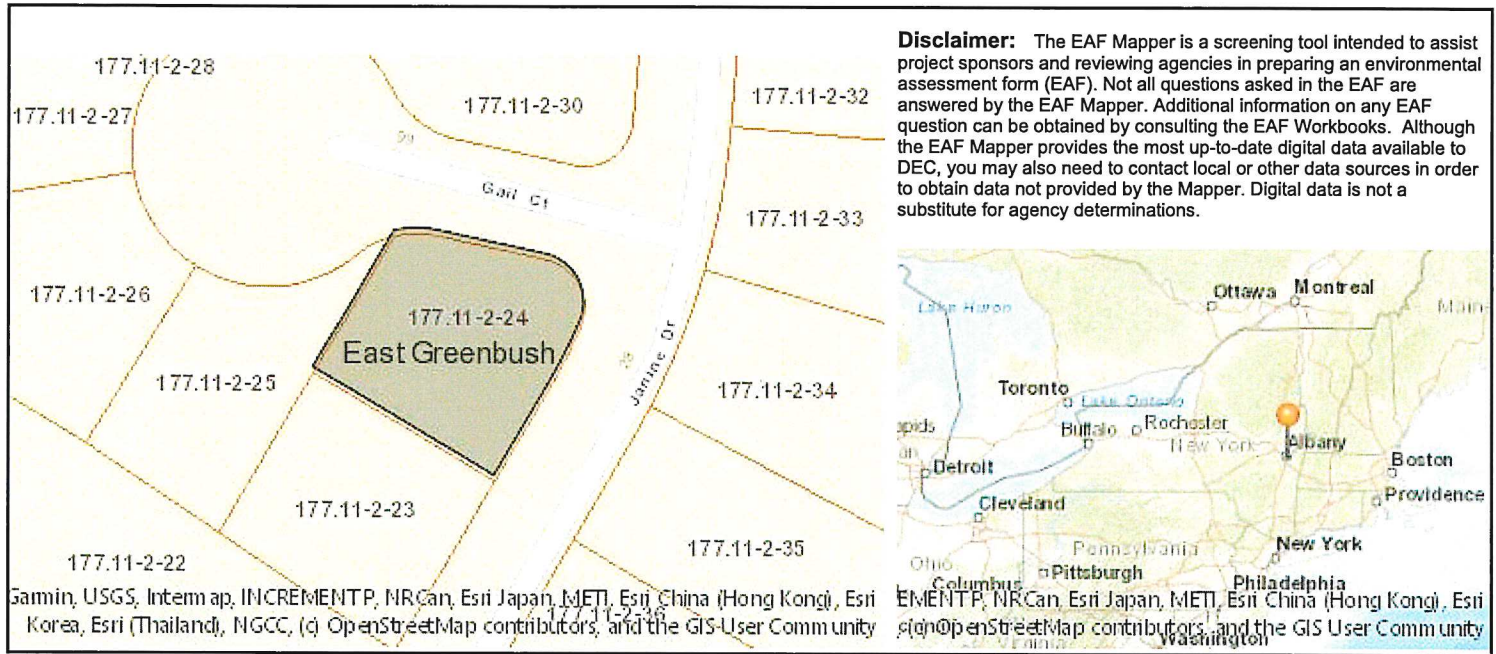 177.11-2-28
177.11-2-27
177.11-2-30
177.11-2-32
Gail Ct
177.11-2-33
177.11-2-26
177.11-2-24
East Greenbush
177.11-2-25
Janine Dr
177.11-2-34
177.11-2-23
177.11-2-35
177.11-2-22
Garmin, USGS, Intermap, INCREMENT P, NRCan, Esri Japan, METI, Esri China (Hong Kong), Esri
Korea, Esri (Thailand), NGCC, (c) OpenStreetMap contributors, and the GIS User Community
Disclaimer: The EAF Mapper is a screening tool intended to assist
project sponsors and reviewing agencies in preparing an environmental
assessment form (EAF). Not all questions asked in the EAF are
answered by the EAF Mapper. Additional information on any EAF
question can be obtained by consulting the EAF Workbooks. Although
the EAF Mapper provides the most up-to-date digital data available to
DEC, you may also need to contact local or other data sources in order
to obtain data not provided by the Mapper. Digital data is not a
substitute for agency determinations.
Ottawa
Montreal
Lake Huron
Toronto
Lake Ontario
Buffalo
Rochester
New York
Albany
Detroit
Boston
Providence
Cleveland
Pennsylvania
New York
Ohio
Columbus
Pittsburgh
Philadelphia
EMENT P, NRCan, Esri Japan, METI, Esri China (Hong Kong), Esri
OpenStreetMap contributors, and the GIS User Community
Washington
Virginia